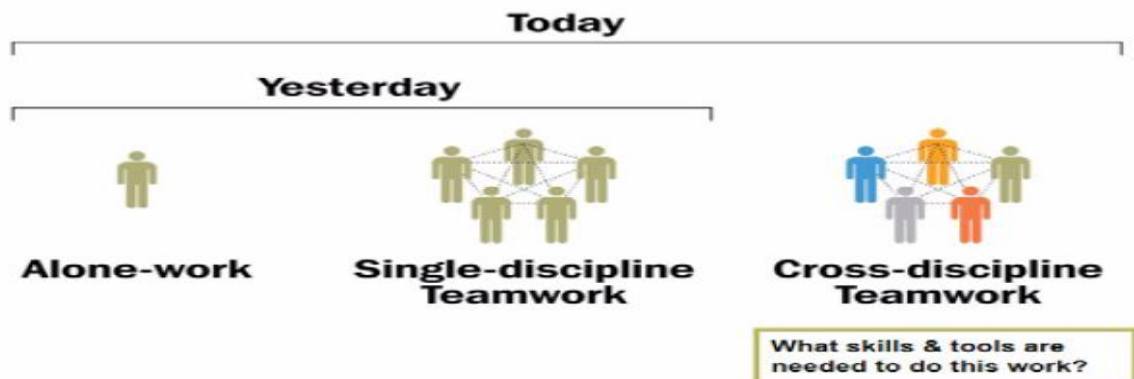 Today
Yesterday
Alone-work
Single-discipline
Teamwork
Cross-discipline
Teamwork
What skills & tools are
needed to do this work?